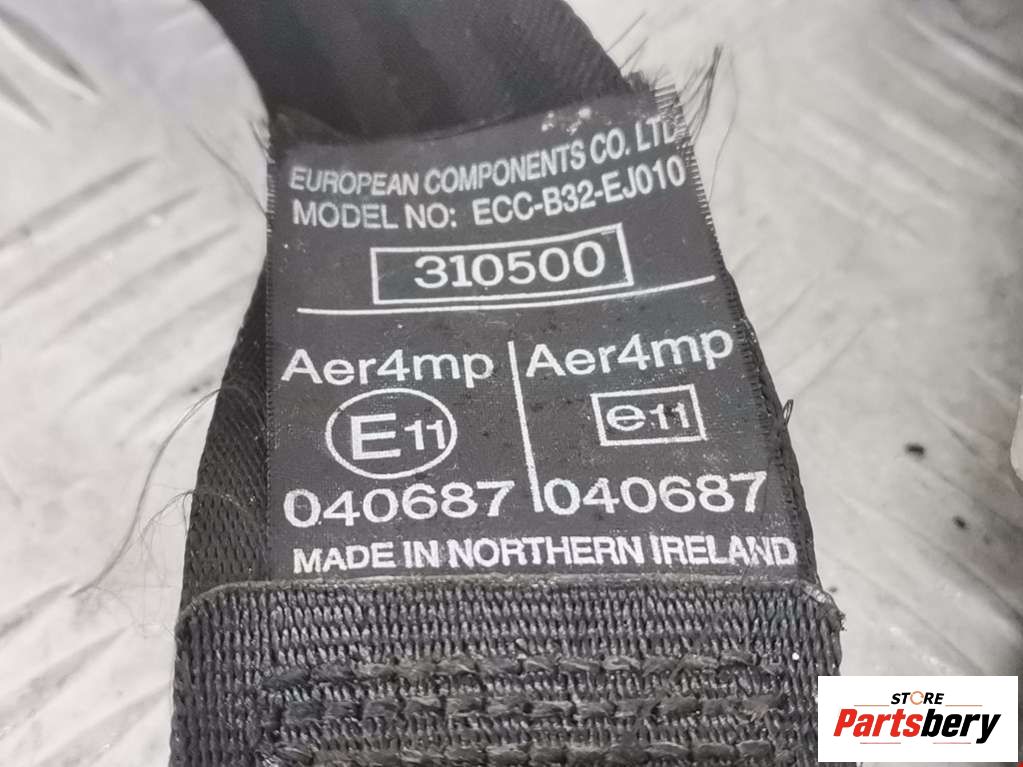 EUROPEAN COMPONENTS CO. LTD
MODEL NO: ECC-B32-EJ010
310500
Aer4mp Aer4mp
E11 e11
040687 040687
MADE IN NORTHERN IRELAND
STORE
Partsbery